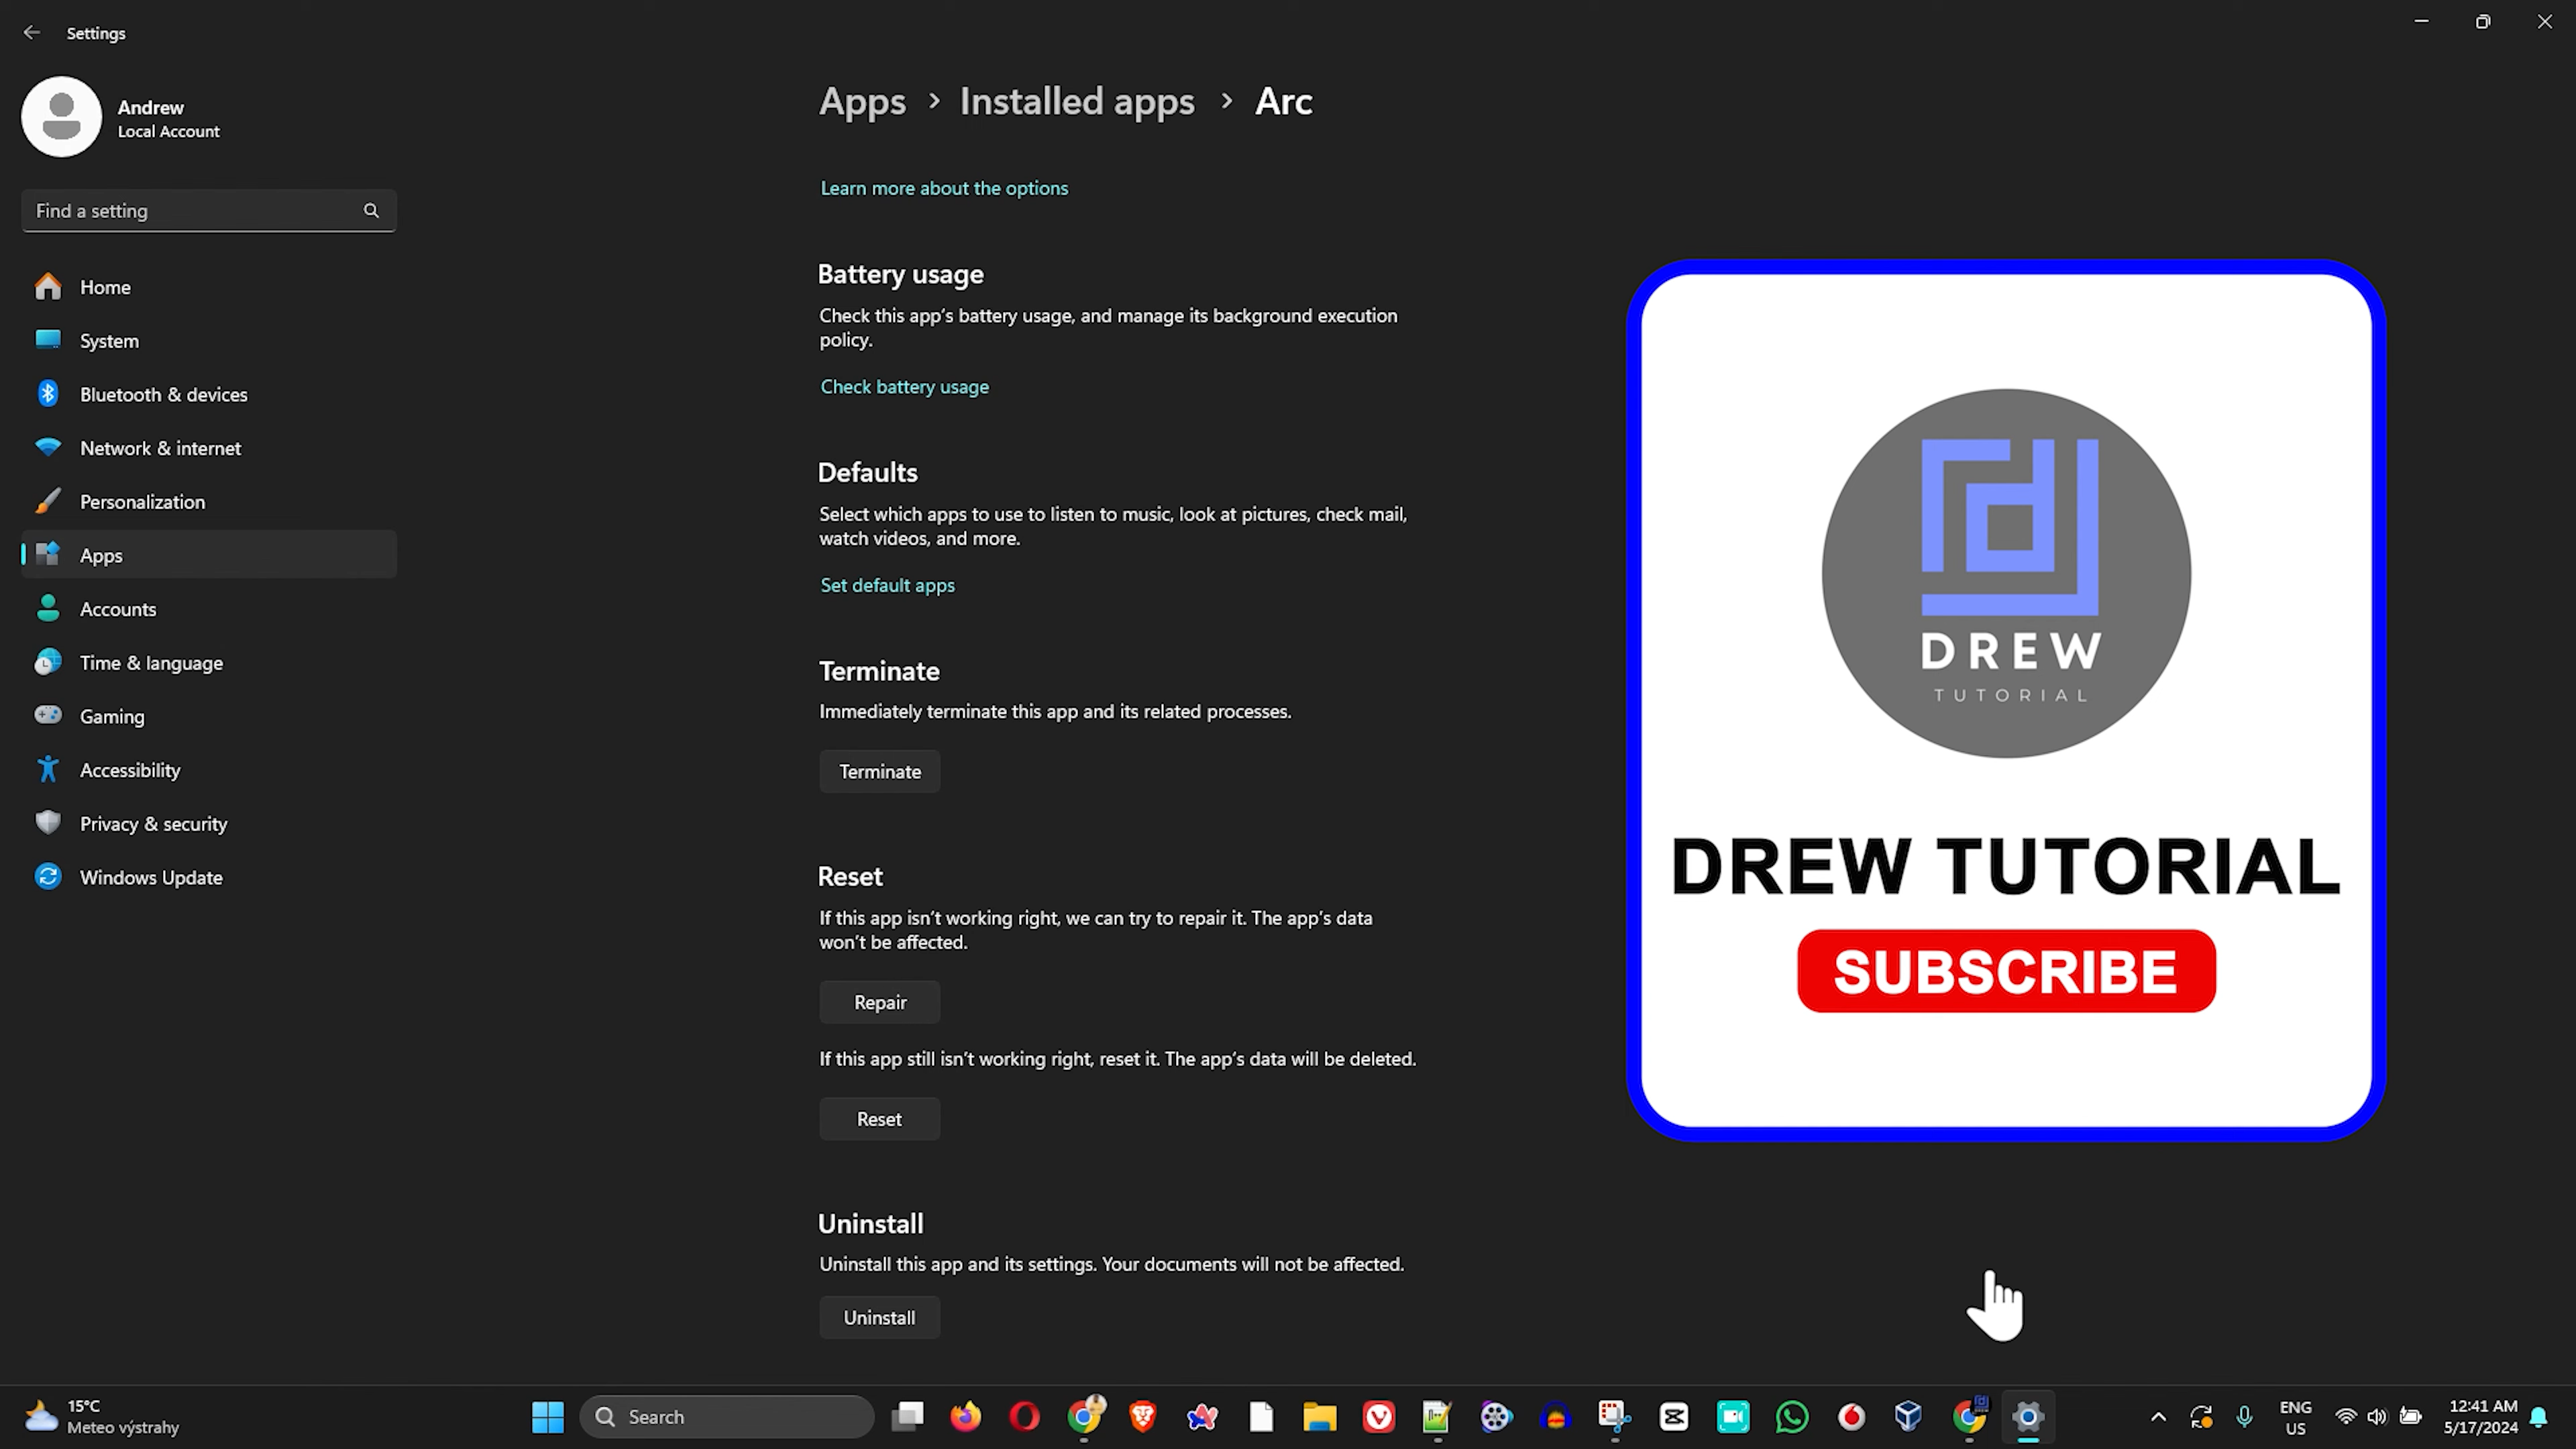 Settings
Andrew
Local Account
Find a setting
Home
System
Bluetooth & devices
Network & internet
Personalization
Apps
Accounts
Time & language
Gaming
Accessibility
Privacy & security
Windows Update
Apps > Installed apps > Arc
Learn more about the options
Battery usage
Check this app's battery usage, and manage its background execution
policy.
Check battery usage
Defaults
Select which apps to use to listen to music, look at pictures, check mail,
watch videos, and more.
Set default apps
Terminate
Immediately terminate this app and its related processes.
Terminate
Reset
If this app isn't working right, we can try to repair it. The app's data
won't be affected.
Repair
If this app still isn't working right, reset it. The app's data will be deleted.
Reset
Uninstall
Uninstall this app and its settings. Your documents will not be affected.
Uninstall
DREW
TUTORIAL
DREW TUTORIAL
SUBSCRIBE
15°C
Meteo výstrahy
Search
ENG
US
12:41 AM
5/17/2024